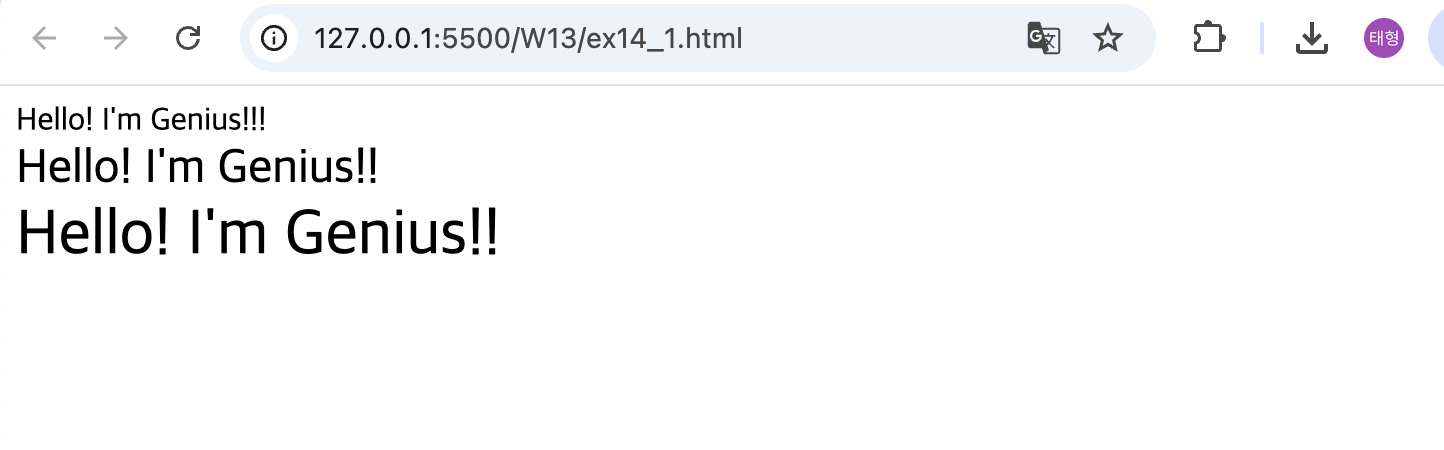 127.0.0.1:5500/W13/ex14_1.html
태형
Hello! I'm Genius!!!
Hello! I'm Genius!!
Hello! I'm Genius!!